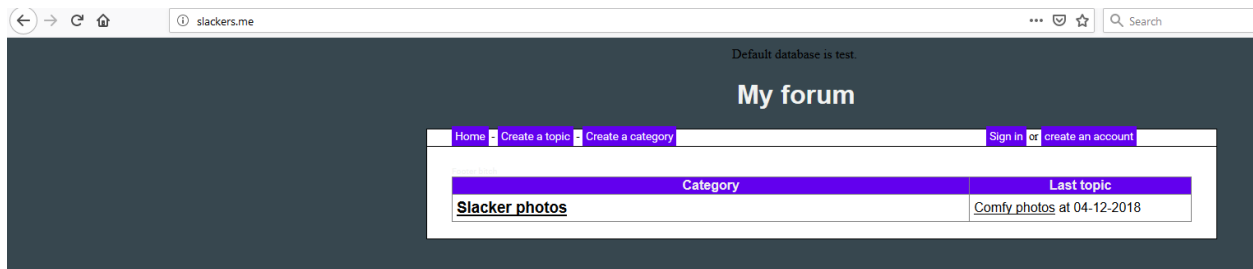 slackers.me
Search
Default database is test.
My forum
Home - Create a topic - Create a category
Sign in or create an account
Category Last topic
Slacker photos Comfy photos at 04-12-2018